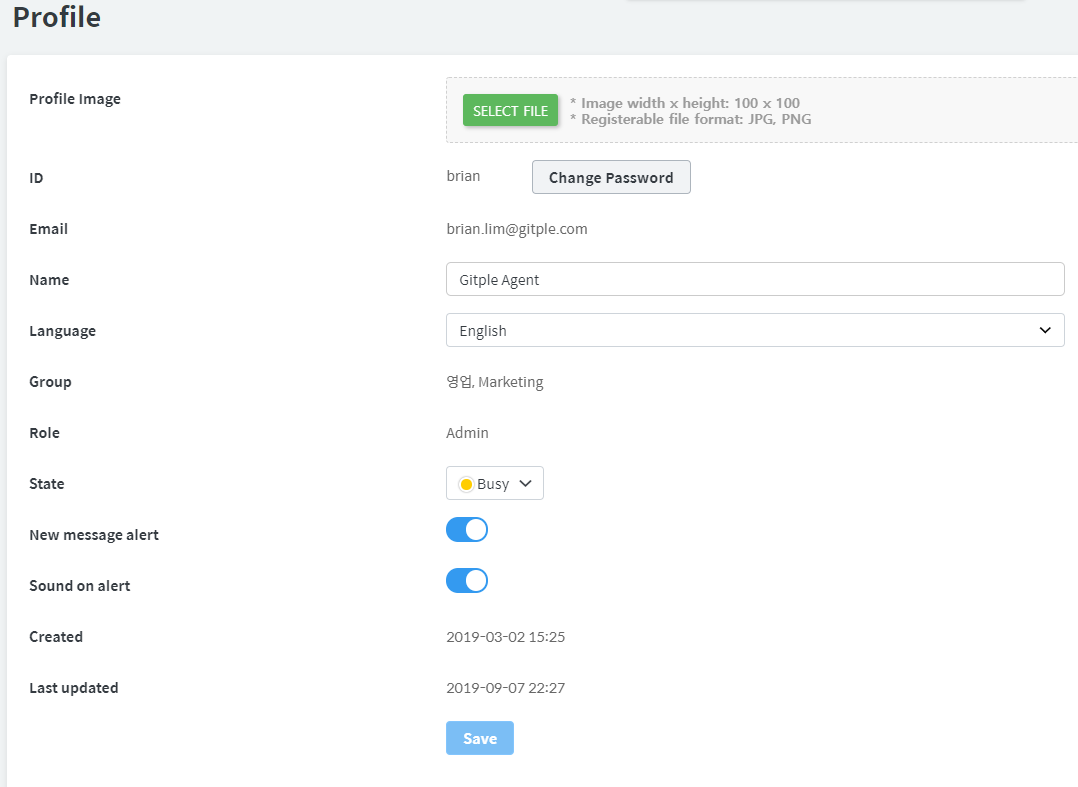 Profile
Profile Image
SELECT FILE
* Image width x height: 100 x 100
* Registerable file format: JPG, PNG
ID
brian
Change Password
Email
brian.lim@gitple.com
Name
Gitple Agent
Language
English
Group
영업, Marketing
Role
Admin
State
Busy
New message alert
Sound on alert
Created
2019-03-02 15:25
Last updated
2019-09-07 22:27
Save